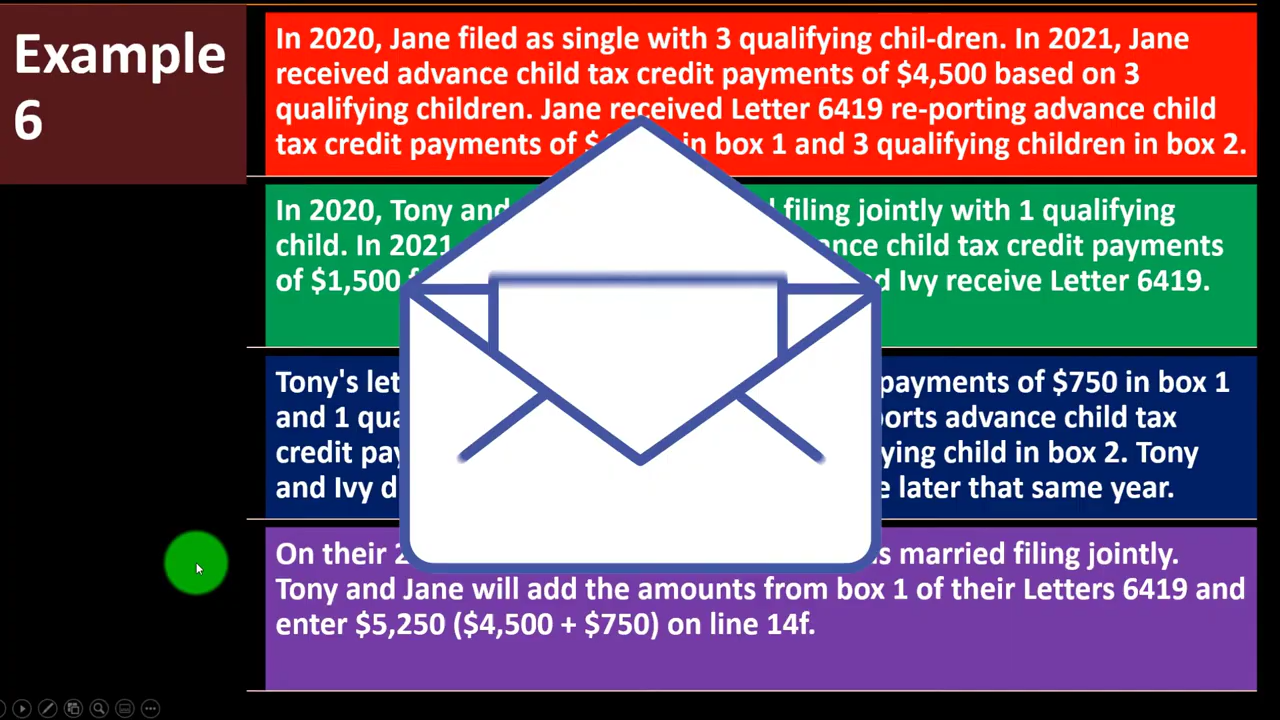 Example
6
In 2020, Jane filed as single with 3 qualifying chil-dren. In 2021, Jane
received advance child tax credit payments of $4,500 based on 3
qualifying children. Jane received Letter 6419 re-porting advance child
tax credit payments of in box 1 and 3 qualifying children in box 2.
In 2020, Tony and filing jointly with 1 qualifying
child. In 2021 child tax credit payments
of $1,500 Ivy receive Letter 6419.
Tony's payments of $750 in box 1
and 1 advance child tax
credit child in box 2. Tony
and Ivy later that same year.
On their married filing jointly.
Tony and Jane will add the amounts from box 1 of their Letters 6419 and
enter $5,250 ($4,500 + $750) on line 14f.